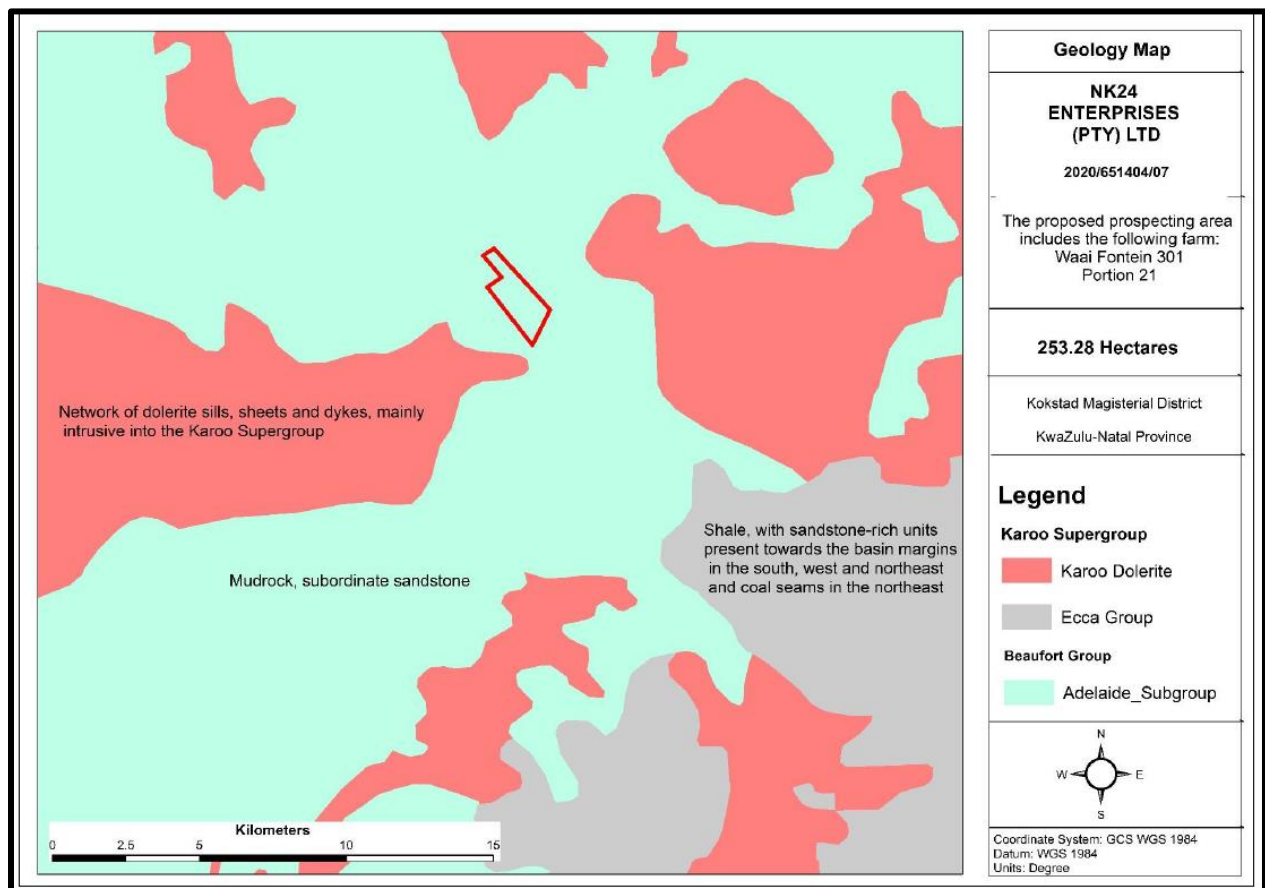 Geology Map
NK24
ENTERPRISES
(PTY) LTD
2020/651404/07
The proposed prospecting area
includes the following farm:
Waai Fontein 301
Portion 21
253.28 Hectares
Kokstad Magisterial District
KwaZulu-Natal Province
Legend
Karoo Supergroup
Karoo Dolerite
Ecca Group
Beaufort Group
Adelaide_Subgroup
N
W E
S
Coordinate System: GCS WGS 1984
Datum: WGS 1984
Units: Degree
Network of dolerite sills, sheets and dykes, mainly
intrusive into the Karoo Supergroup
Mudrock, subordinate sandstone
Shale, with sandstone-rich units
present towards the basin margins
in the south, west and northeast
and coal seams in the northeast
Kilometers
0 2.5 5 10 15